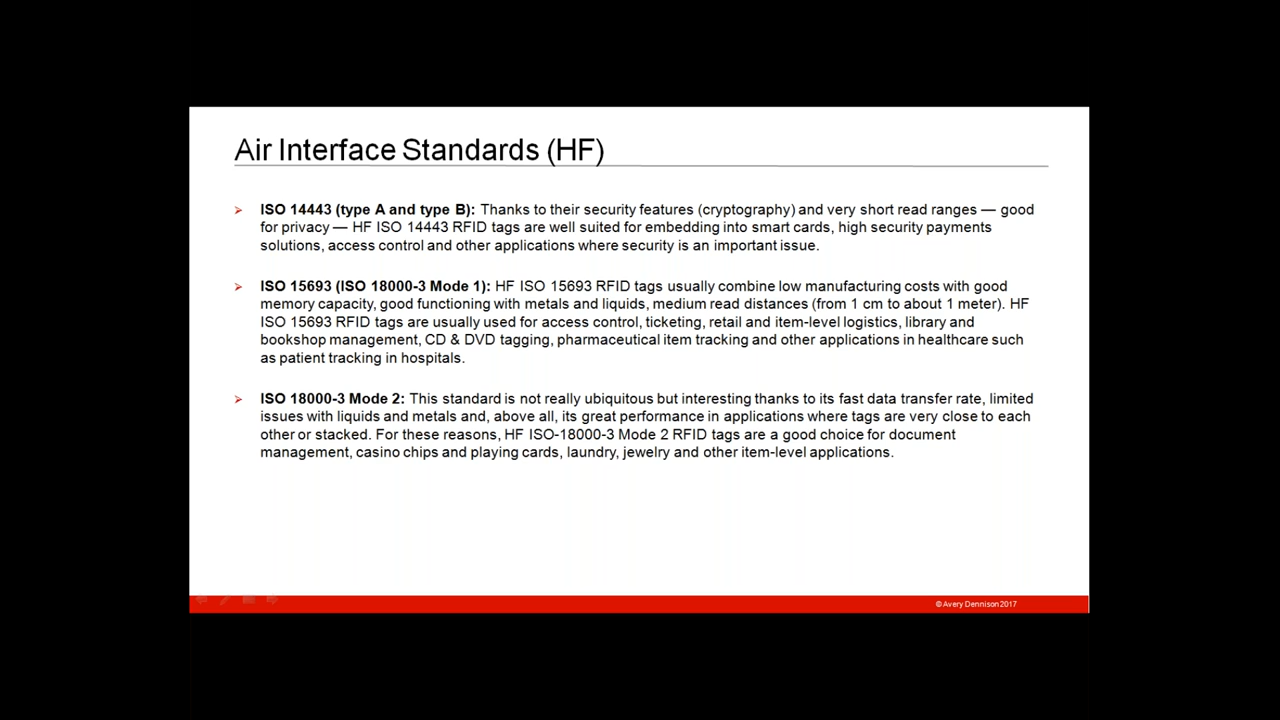 Air Interface Standards (HF)
ISO 14443 (type A and type B): Thanks to their security features (cryptography) and very short read ranges — good
for privacy — HF ISO 14443 RFID tags are well suited for embedding into smart cards, high security payments
solutions, access control and other applications where security is an important issue.
ISO 15693 (ISO 18000-3 Mode 1): HF ISO 15693 RFID tags usually combine low manufacturing costs with good
memory capacity, good functioning with metals and liquids, medium read distances (from 1 cm to about 1 meter). HF
ISO 15693 RFID tags are usually used for access control, ticketing, retail and item-level logistics, library and
bookshop management, CD & DVD tagging, pharmaceutical item tracking and other applications in healthcare such
as patient tracking in hospitals.
ISO 18000-3 Mode 2: This standard is not really ubiquitous but interesting thanks to its fast data transfer rate, limited
issues with liquids and metals and, above all, its great performance in applications where tags are very close to each
other or stacked. For these reasons, HF ISO-18000-3 Mode 2 RFID tags are a good choice for document
management, casino chips and playing cards, laundry, jewelry and other item-level applications.
© Avery Dennison 2017